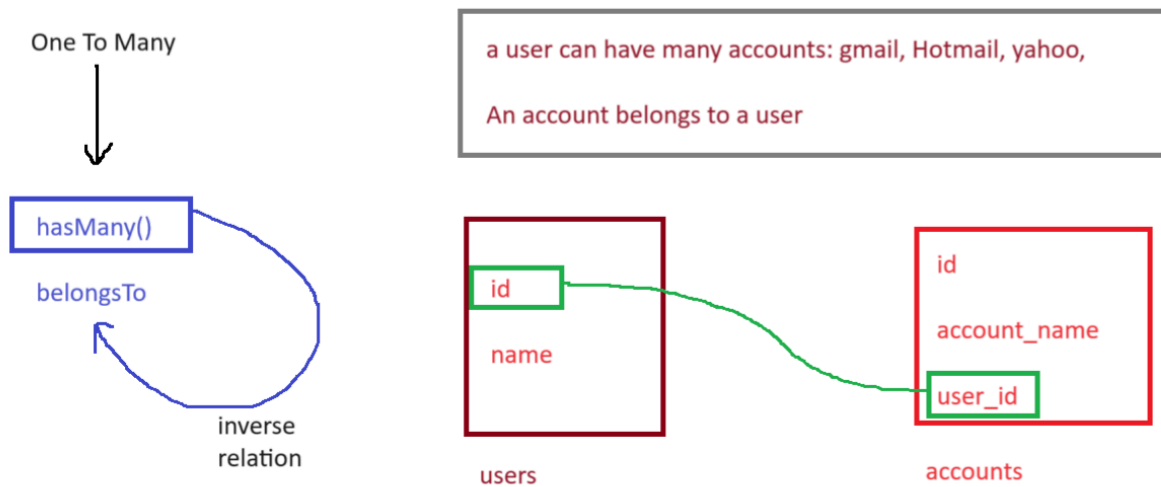 One To Many
hasMany()
belongsTo
inverse
relation
a user can have many accounts: gmail, Hotmail, yahoo,
An account belongs to a user
id
name
users
id
account_name
user_id
accounts